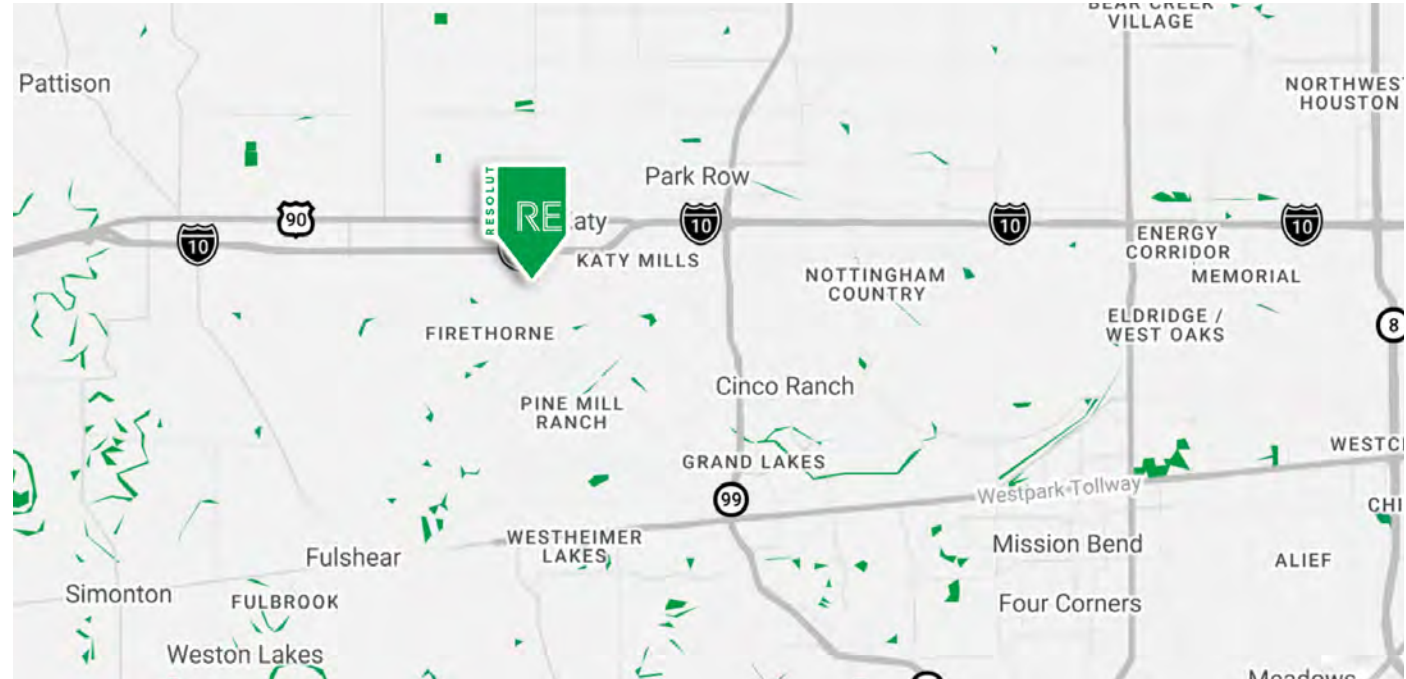 BEAR CREEK
VILLAGE
Pattison
NORTHWEST
HOUSTON
Park Row
RESOLUT
RE
aty
90
10
10
10
10
KATY MILLS
ENERGY
CORRIDOR
MEMORIAL
NOTTINGHAM
COUNTRY
ELDRIDGE /
WEST OAKS
8
FIRETHORNE
Cinco Ranch
PINE MILL
RANCH
GRAND LAKES
WESTC
99
Westpark Tollway
CHI
WESTHEIMER
LAKES
Mission Bend
Fulshear
ALIEF
Simonton
FULBROOK
Four Corners
Weston Lakes
Meadows